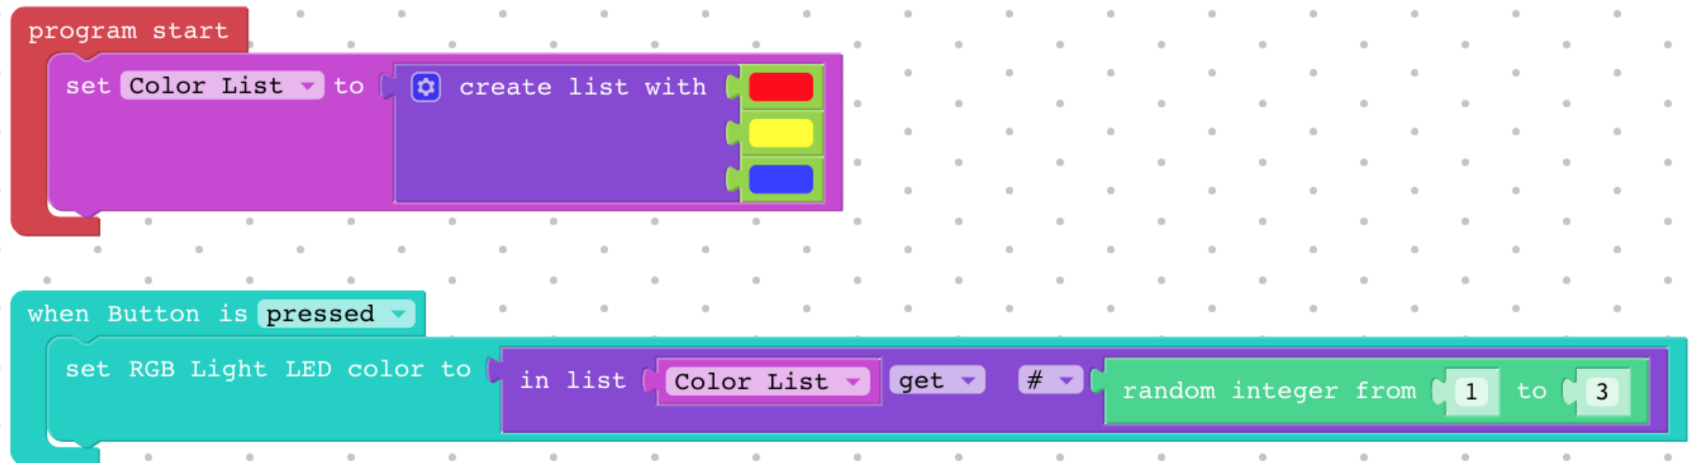 program start
set Color List to create list with
when Button is pressed
set RGB Light LED color to in list Color List get # random integer from 1 to 3